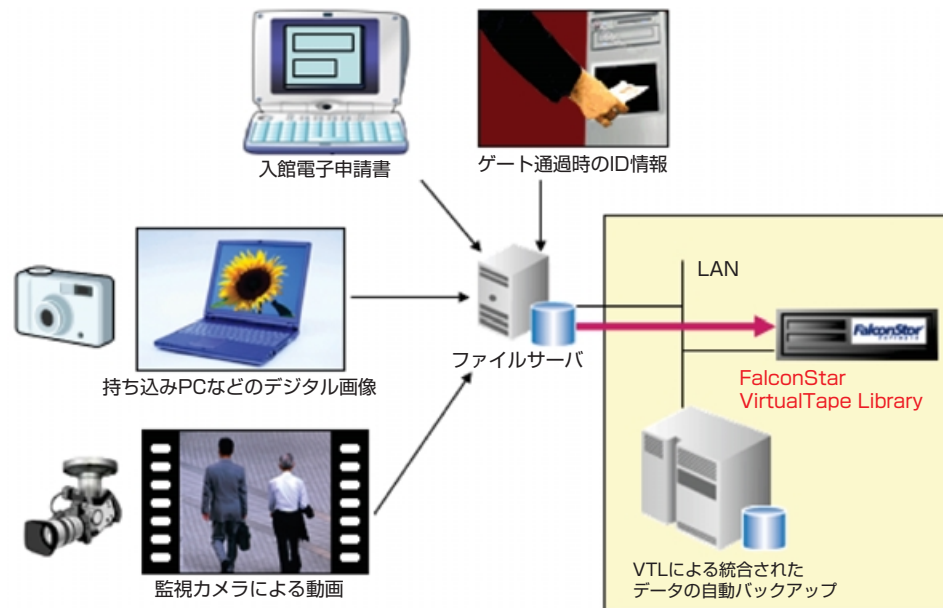 入館電子申請書
ゲート通過時のID情報
LAN
FalconStor
SOFTWARE
ファイルサーバ
持ち込みPCなどのデジタル画像
FalconStar
VirtualTape Library
監視カメラによる動画
VTLによる統合された
データの自動バックアップ